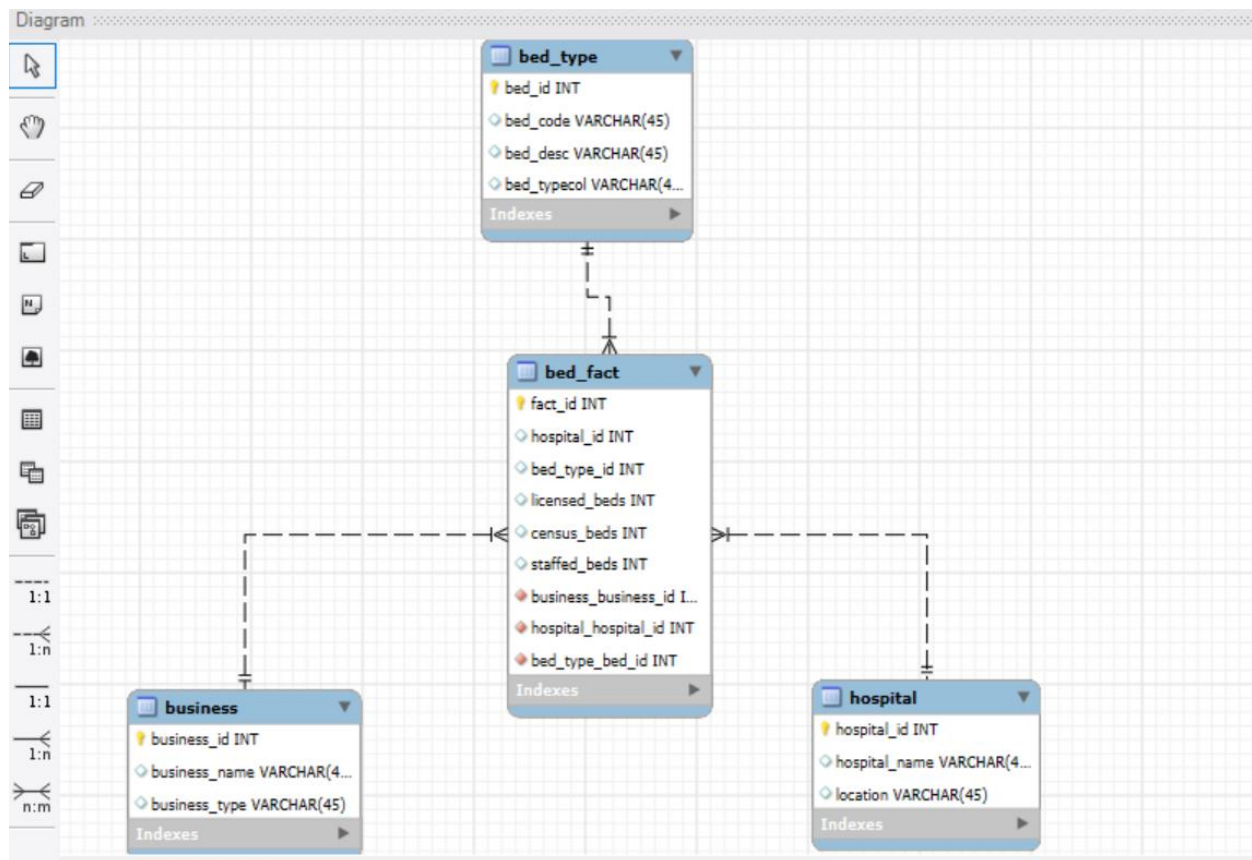 Diagram
bed_type
bed_id INT
bed_code VARCHAR(45)
bed_desc VARCHAR(45)
bed_typecol VARCHAR(4...
Indexes
bed_fact
fact_id INT
hospital_id INT
bed_type_id INT
licensed_beds INT
census_beds INT
staffed_beds INT
business_business_id I...
hospital_hospital_id INT
bed_type_bed_id INT
Indexes
business
business_id INT
business_name VARCHAR(4...
business_type VARCHAR(45)
Indexes
hospital
hospital_id INT
hospital_name VARCHAR(4...
location VARCHAR(45)
Indexes
1:1
1:n
1:1
1:n
n:m